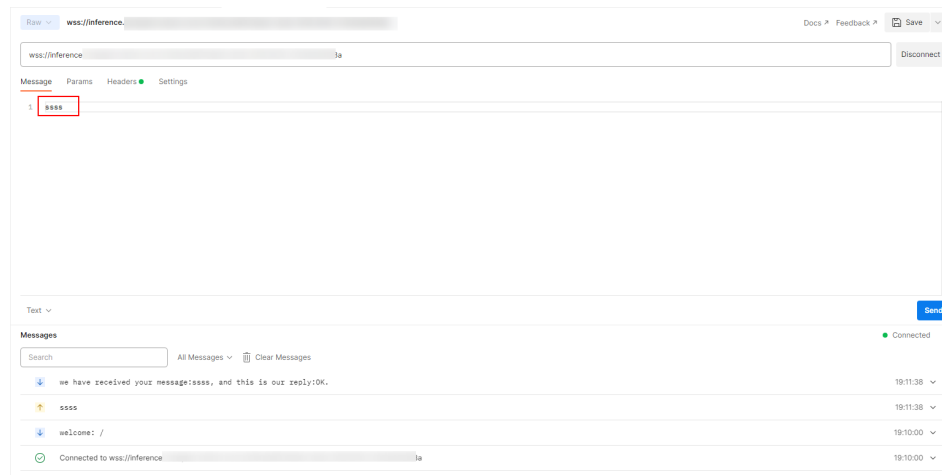 Raw wss://inference. Docs ↗ Feedback ↗ Save
wss://inference la Disconnect
Message Params Headers Settings
1 ssss
Text Send
Messages Connected
Search All Messages Clear Messages
we have received your message:ssss, and this is our reply:OK. 19:11:38
ssss 19:11:38
welcome: / 19:10:00
Connected to wss://inference la 19:10:00